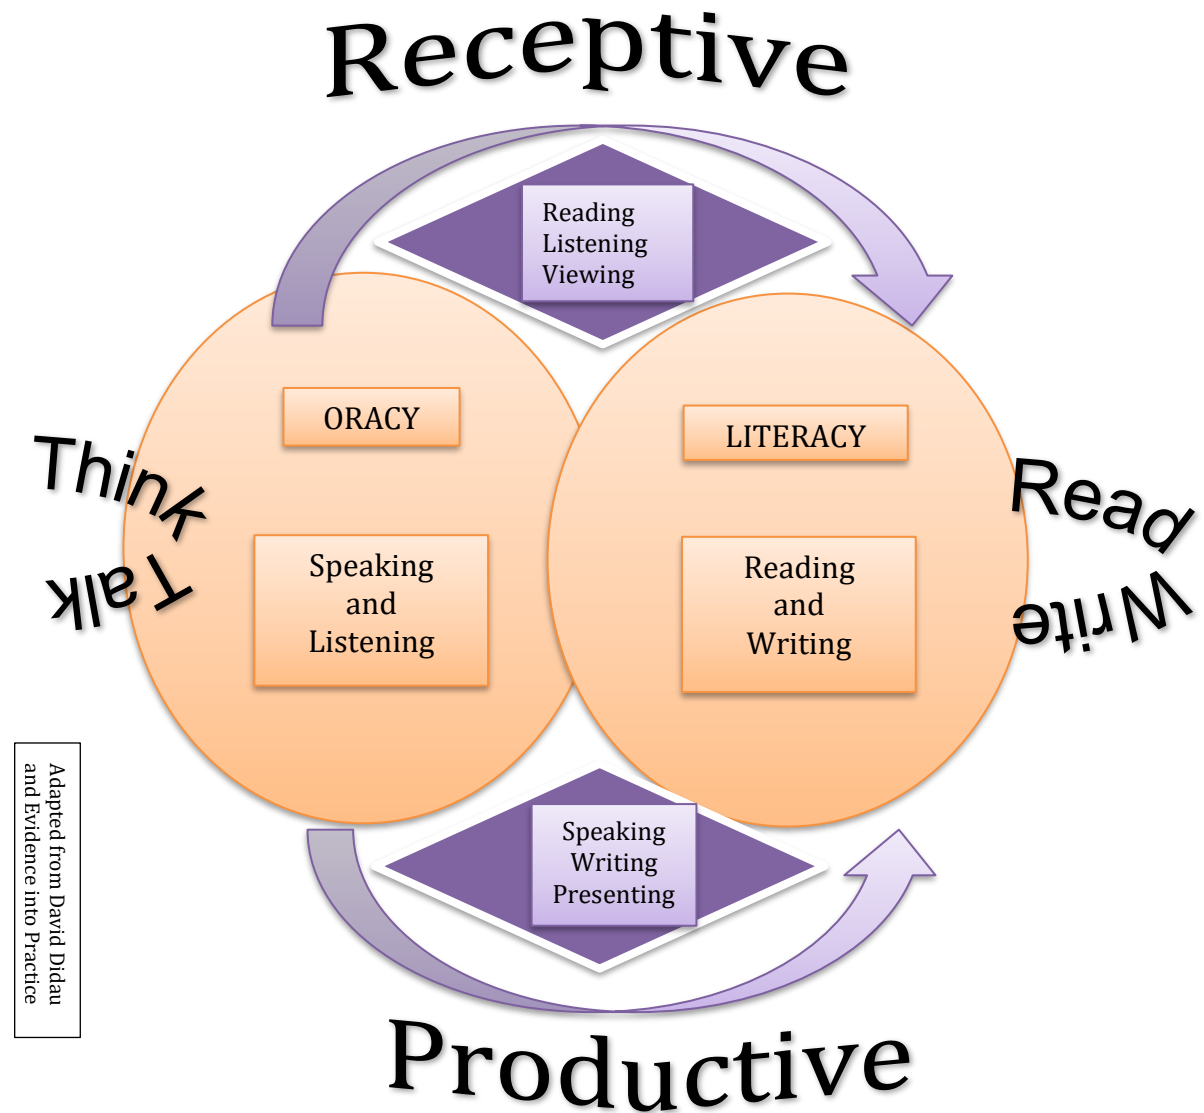 Receptive
Reading
Listening
Viewing
ORACY
LITERACY
Think
Talk
Read
Write
Speaking
and
Listening
Reading
and
Writing
Speaking
Writing
Presenting
Adapted from David Didau
and Evidence into Practice
Productive